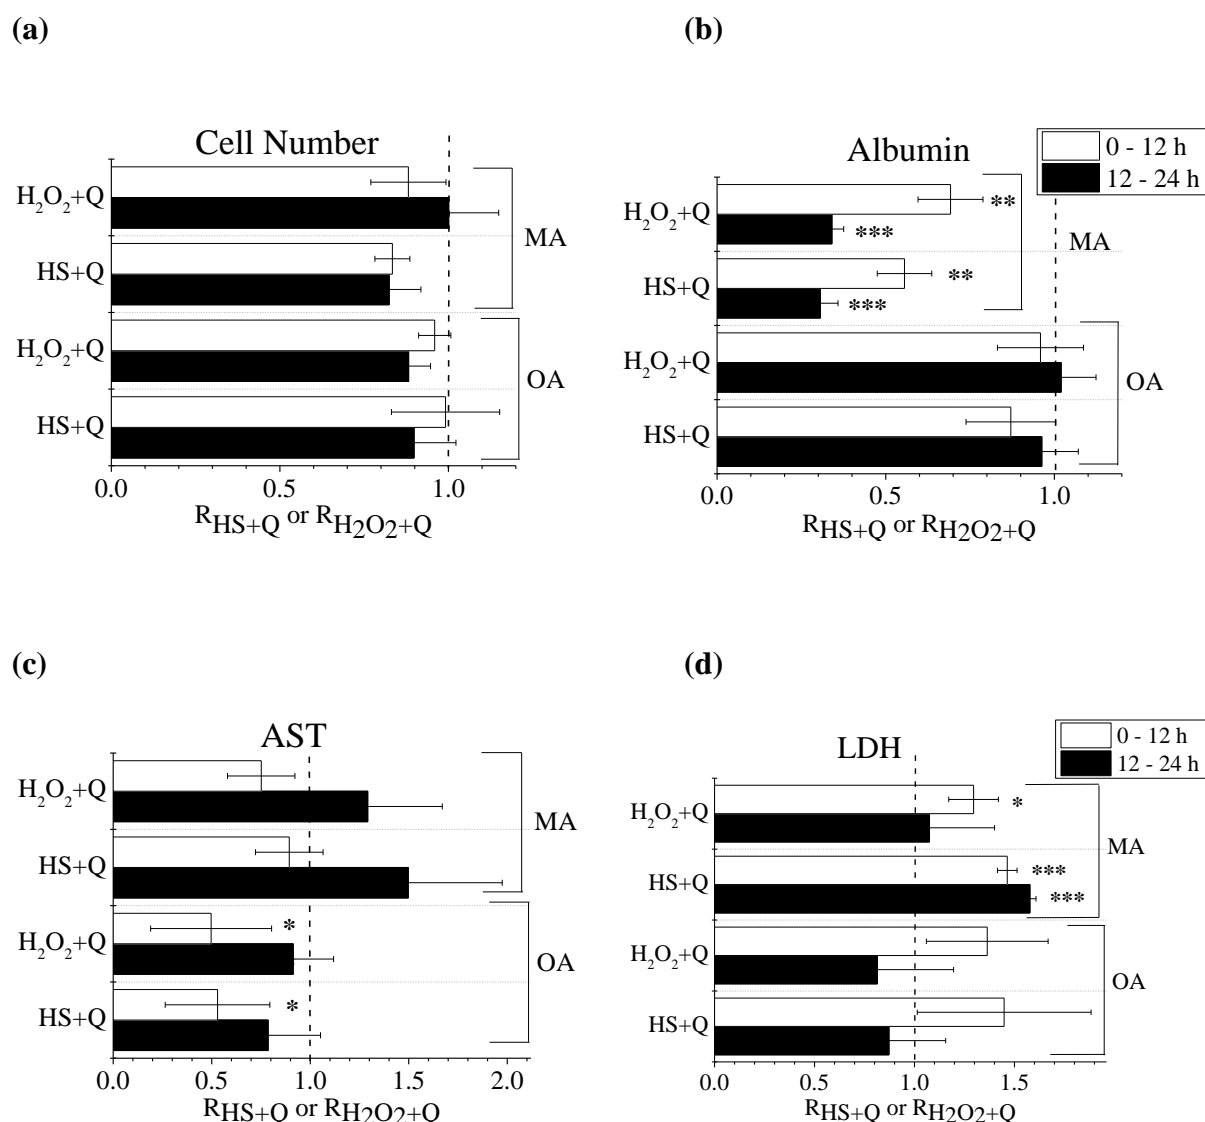 (a)
Cell Number
H2O2+Q
HS+Q
MA
H2O2+Q
HS+Q
OA
0.0 0.5 1.0
RHS+Q or RH2O2+Q
(b)
Albumin
0 - 12 h
12 - 24 h
H2O2+Q
**
***
HS+Q
**
***
MA
H2O2+Q
HS+Q
OA
0.0 0.5 1.0
RHS+Q or RH2O2+Q
(c)
AST
H2O2+Q
HS+Q
MA
H2O2+Q
*
HS+Q
*
OA
0.0 0.5 1.0 1.5 2.0
RHS+Q or RH2O2+Q
(d)
LDH
0 - 12 h
12 - 24 h
H2O2+Q
*
HS+Q
***
***
MA
H2O2+Q
HS+Q
OA
0.0 0.5 1.0 1.5
RHS+Q or RH2O2+Q